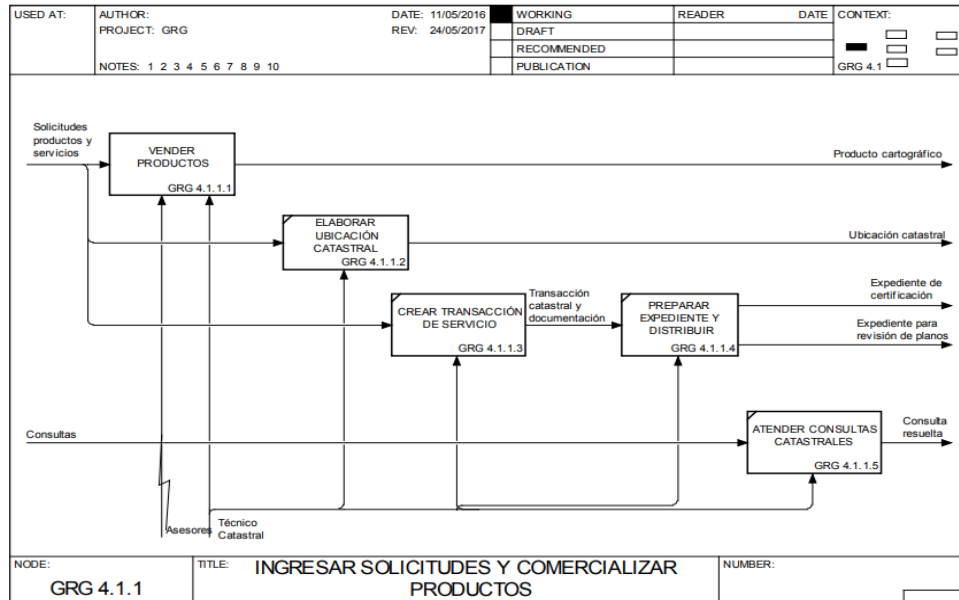 USED AT:
AUTHOR:
DATE: 11/05/2016
WORKING
READER
DATE
CONTEXT:
PROJECT: GRG
REV: 24/05/2017
DRAFT
RECOMMENDED
NOTES: 1 2 3 4 5 6 7 8 9 10
PUBLICATION
GRG 4.1
Solicitudes
productos y
servicios
VENDER
PRODUCTOS
GRG 4.1.1.1
Producto cartográfico
ELABORAR
UBICACIÓN
CATASTRAL
GRG 4.1.1.2
Ubicación catastral
CREAR TRANSACCIÓN
DE SERVICIO
GRG 4.1.1.3
Transacción
catastral y
documentación
PREPARAR
EXPEDIENTE Y
DISTRIBUIR
GRG 4.1.1.4
Expediente de
certificación
Expediente para
revisión de planos
Consultas
ATENDER CONSULTAS
CATASTRALES
GRG 4.1.1.5
Consulta
resuelta
Asesores
Técnico
Catastral
NODE:
GRG 4.1.1
TITLE:
INGRESAR SOLICITUDES Y COMERCIALIZAR
PRODUCTOS
NUMBER: